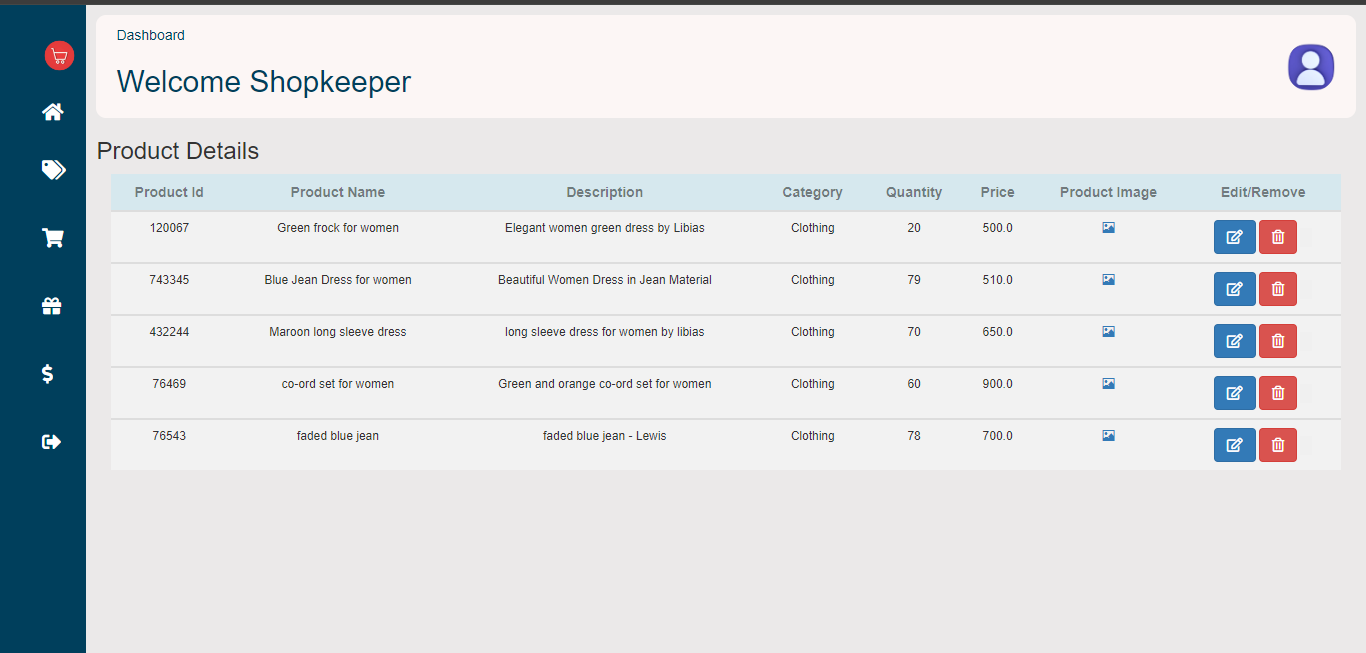 Dashboard
Welcome Shopkeeper
Product Details
Product Id Product Name Description Category Quantity Price Product Image Edit/Remove
120067 Green frock for women Elegant women green dress by Libias Clothing 20 500.0
743345 Blue Jean Dress for women Beautiful Women Dress in Jean Material Clothing 79 510.0
432244 Maroon long sleeve dress long sleeve dress for women by libias Clothing 70 650.0
76469 co-ord set for women Green and orange co-ord set for women Clothing 60 900.0
76543 faded blue jean faded blue jean - Lewis Clothing 78 700.0